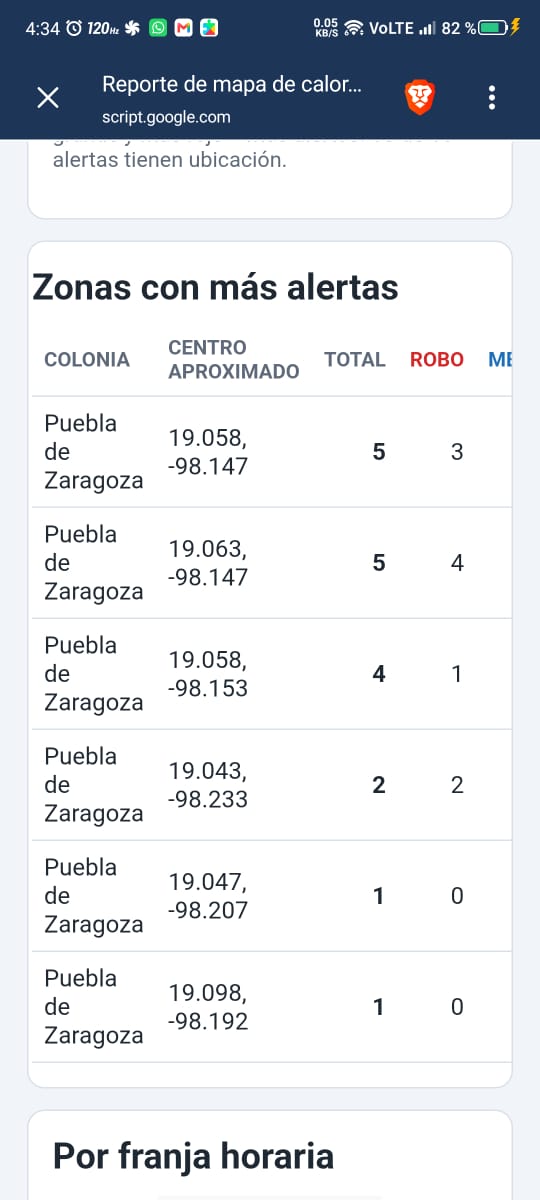 4:34 120Hz 0.05 KB/S VoLTE 82 %
Reporte de mapa de calor...
script.google.com
alertas tienen ubicación.
Zonas con más alertas
COLONIA CENTRO APROXIMADO TOTAL ROBO ME
Puebla
de
Zaragoza
19.058,
-98.147
5
3
Puebla
de
Zaragoza
19.063,
-98.147
5
4
Puebla
de
Zaragoza
19.058,
-98.153
4
1
Puebla
de
Zaragoza
19.043,
-98.233
2
2
Puebla
de
Zaragoza
19.047,
-98.207
1
0
Puebla
de
Zaragoza
19.098,
-98.192
1
0
Por franja horaria